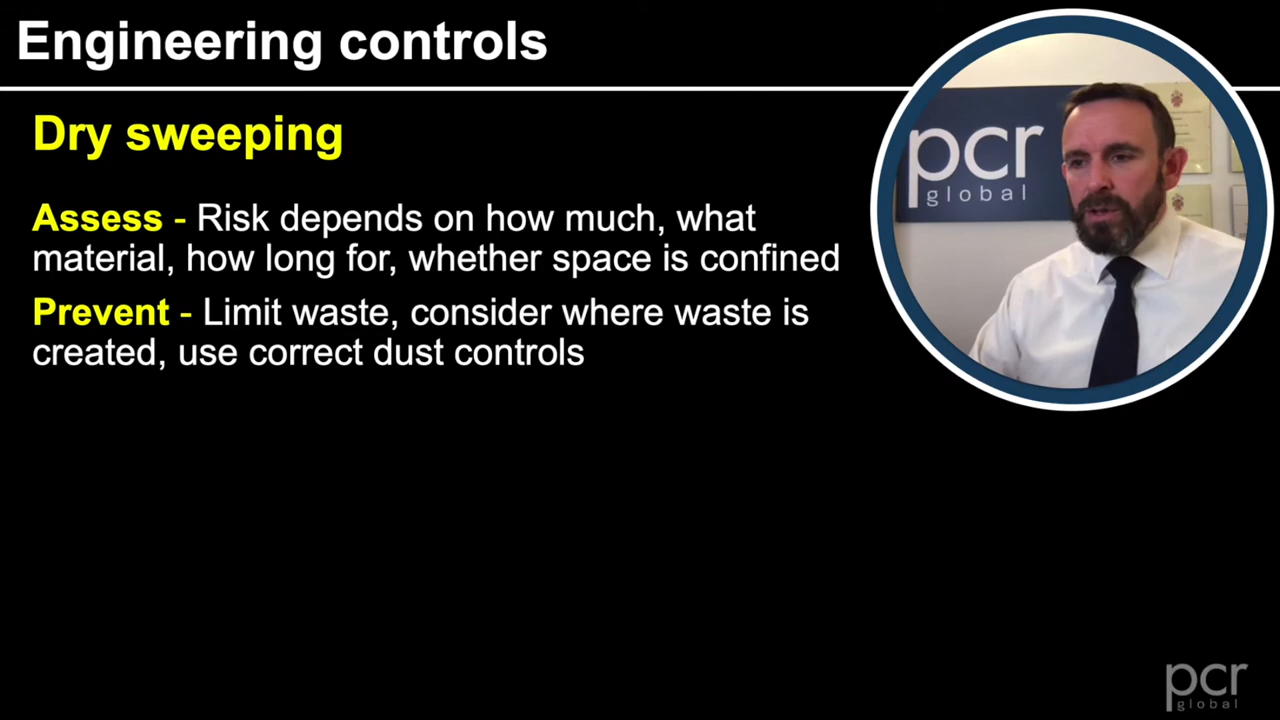 Engineering controls
Dry sweeping
Assess - Risk depends on how much, what
material, how long for, whether space is confined
Prevent - Limit waste, consider where waste is
created, use correct dust controls
pcr
global
pcr
global